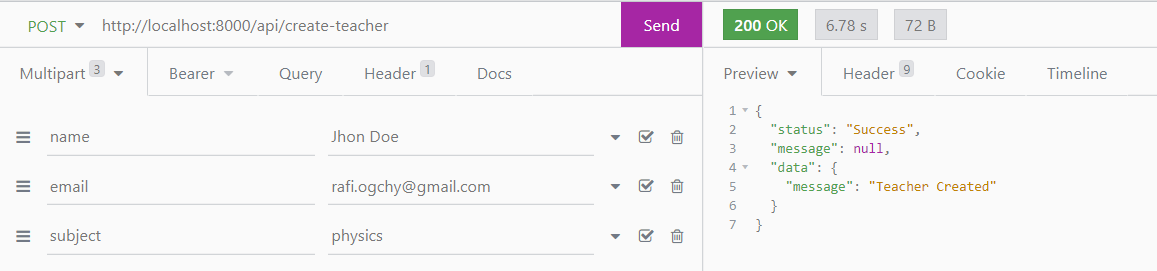 POST http://localhost:8000/api/create-teacher Send 200 OK 6.78 s 72 B
Multipart 3 Bearer Query Header 1 Docs Preview Header 9 Cookie Timeline
name Jhon Doe
email rafi.ogchy@gmail.com
subject physics
1 {
2 "status": "Success",
3 "message": null,
4 "data": {
5 "message": "Teacher Created"
6 }
7 }